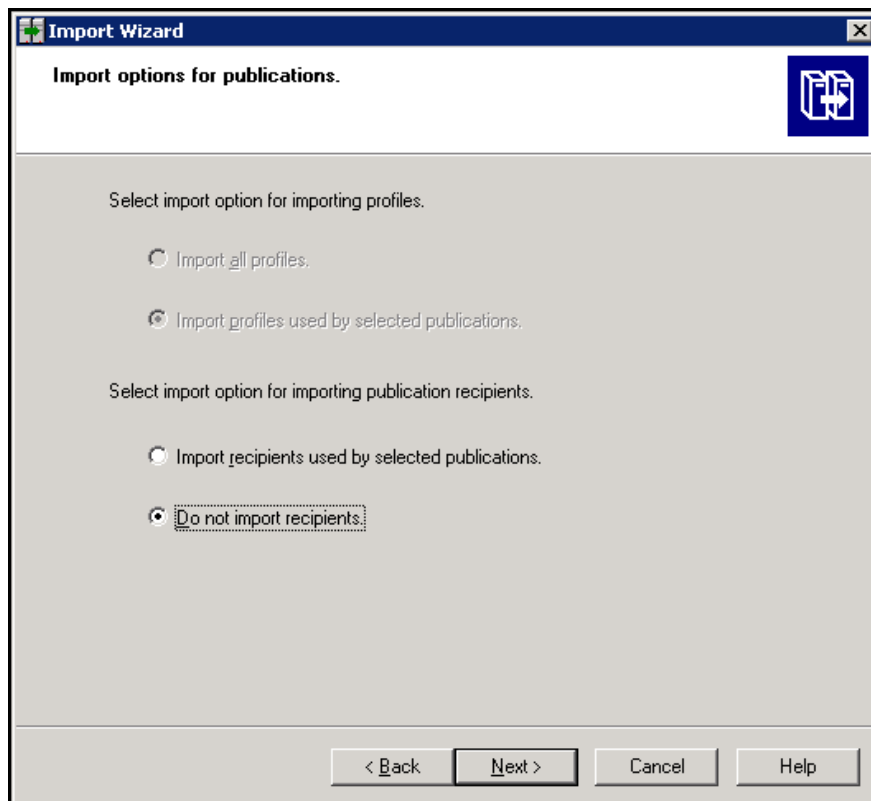 Import Wizard
Import options for publications.
Select import option for importing profiles.
Import all profiles.
Import profiles used by selected publications.
Select import option for importing publication recipients.
Import recipients used by selected publications.
Do not import recipients.
< Back Next > Cancel Help